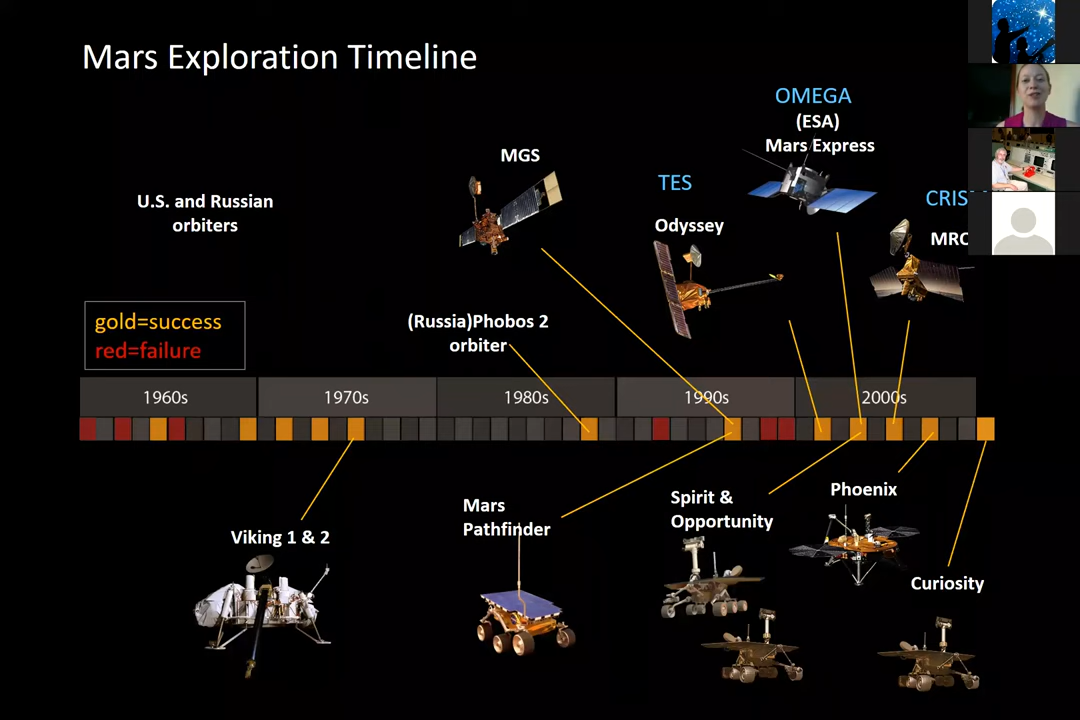 Mars Exploration Timeline
OMEGA
(ESA)
Mars Express
MGS
TES
CRIS
U.S. and Russian
orbiters
Odyssey
MRO
gold=success
red=failure
(Russia)Phobos 2
orbiter
1960s
1970s
1980s
1990s
2000s
Viking 1 & 2
Mars
Pathfinder
Spirit &
Opportunity
Phoenix
Curiosity